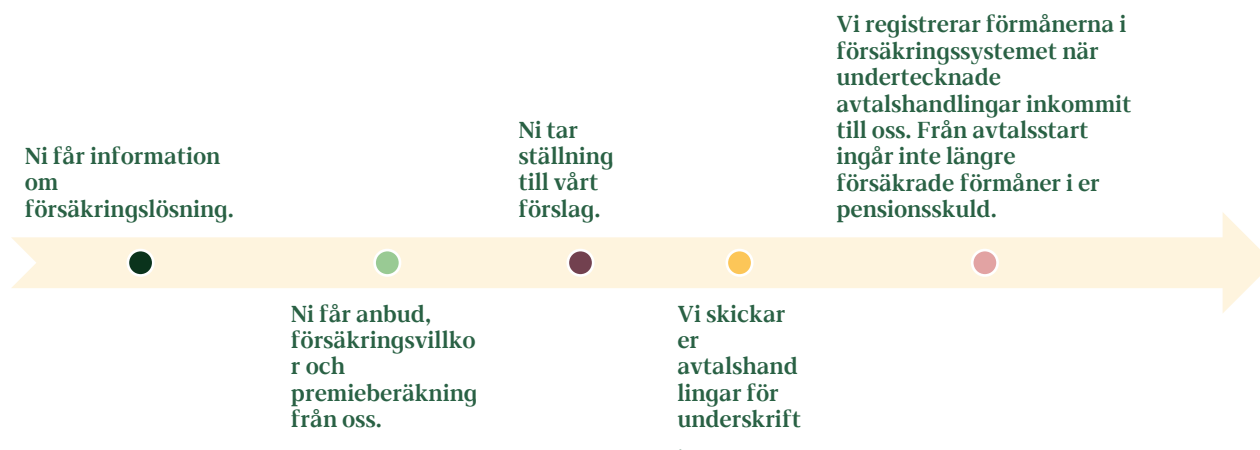 Ni får information
om
försäkringslösning.
Ni får anbud,
försäkringsvillko
r och
premieberäkning
från oss.
Ni tar
ställning
till vårt
förslag.
Vi skickar
er
avtalshand
lingar för
underskrift
.
Vi registrerar förmånerna i
försäkringssystemet när
undertecknade
avtalshandlingar inkommit
till oss. Från avtalsstart
ingår inte längre
försäkrade förmåner i er
pensionsskuld.